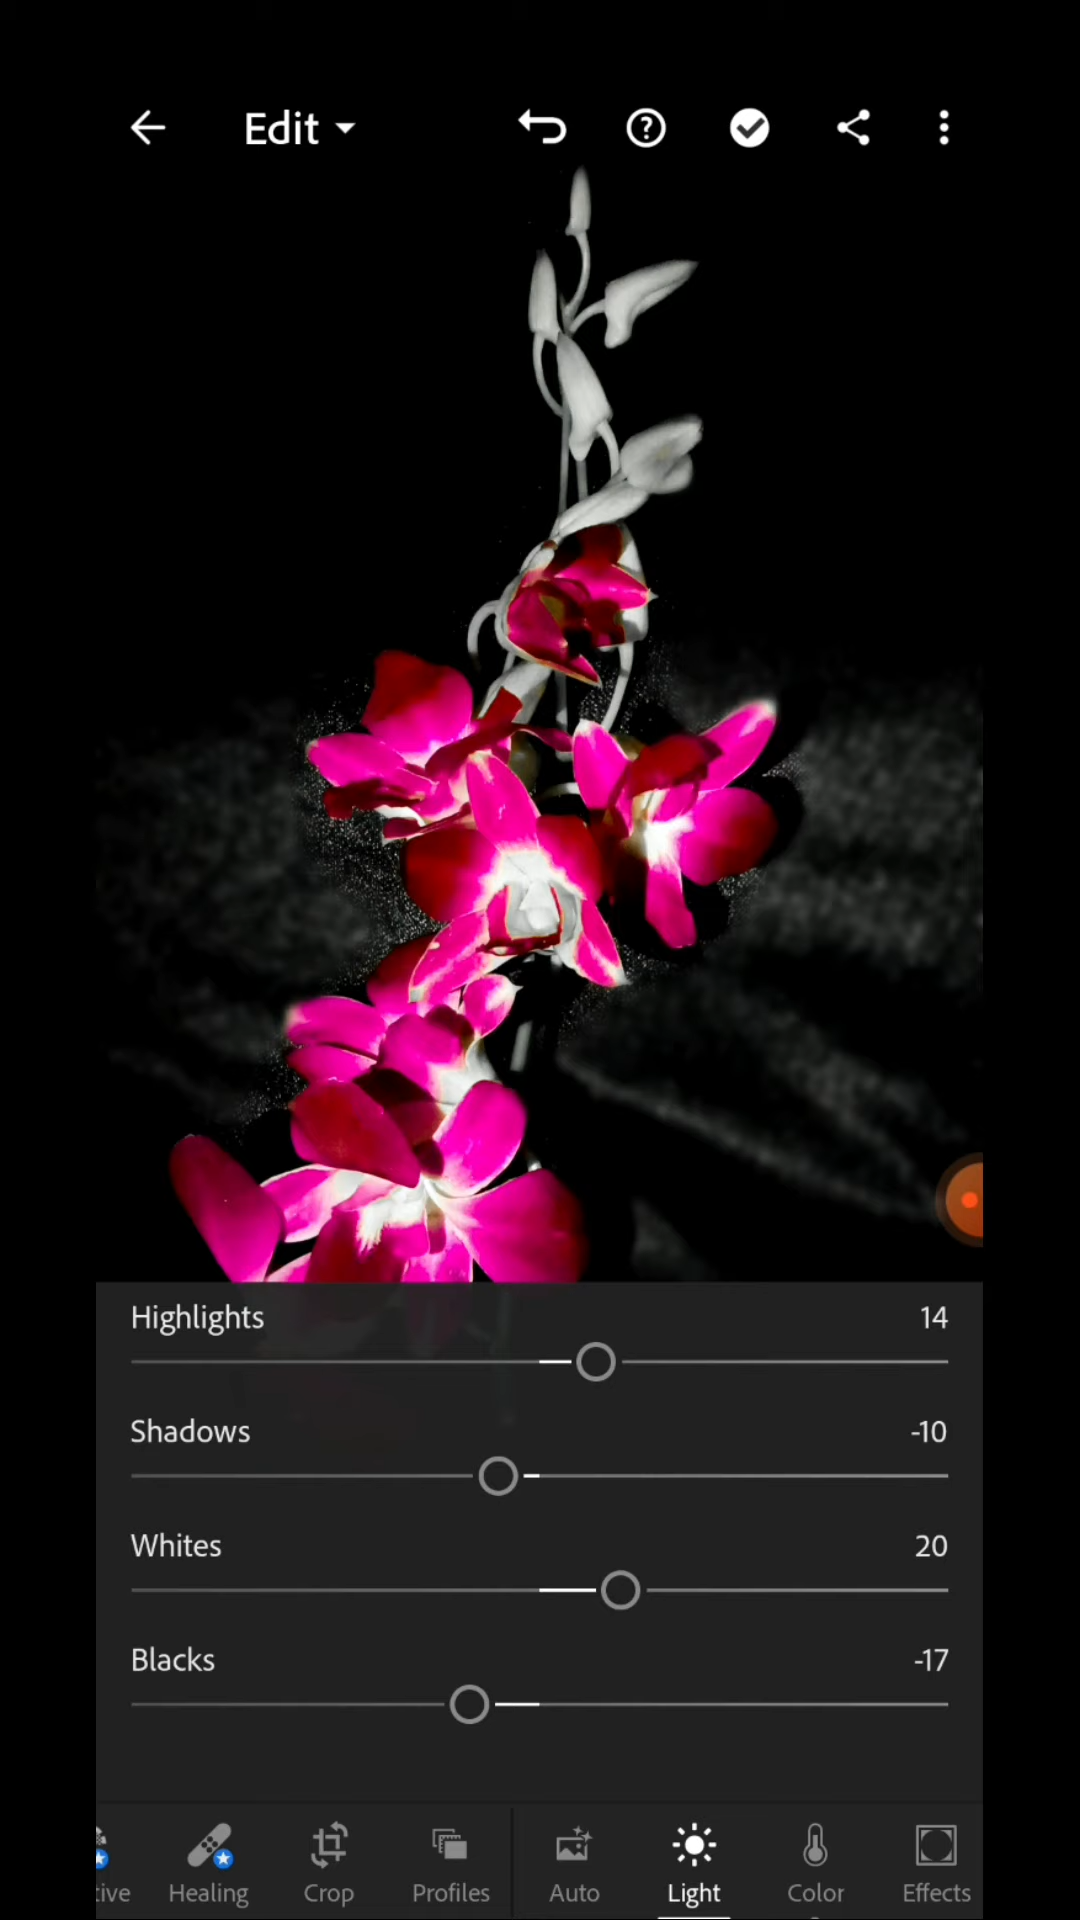 Edit
Highlights 14
Shadows -10
Whites 20
Blacks -17
tive Healing Crop Profiles Auto Light Color Effects